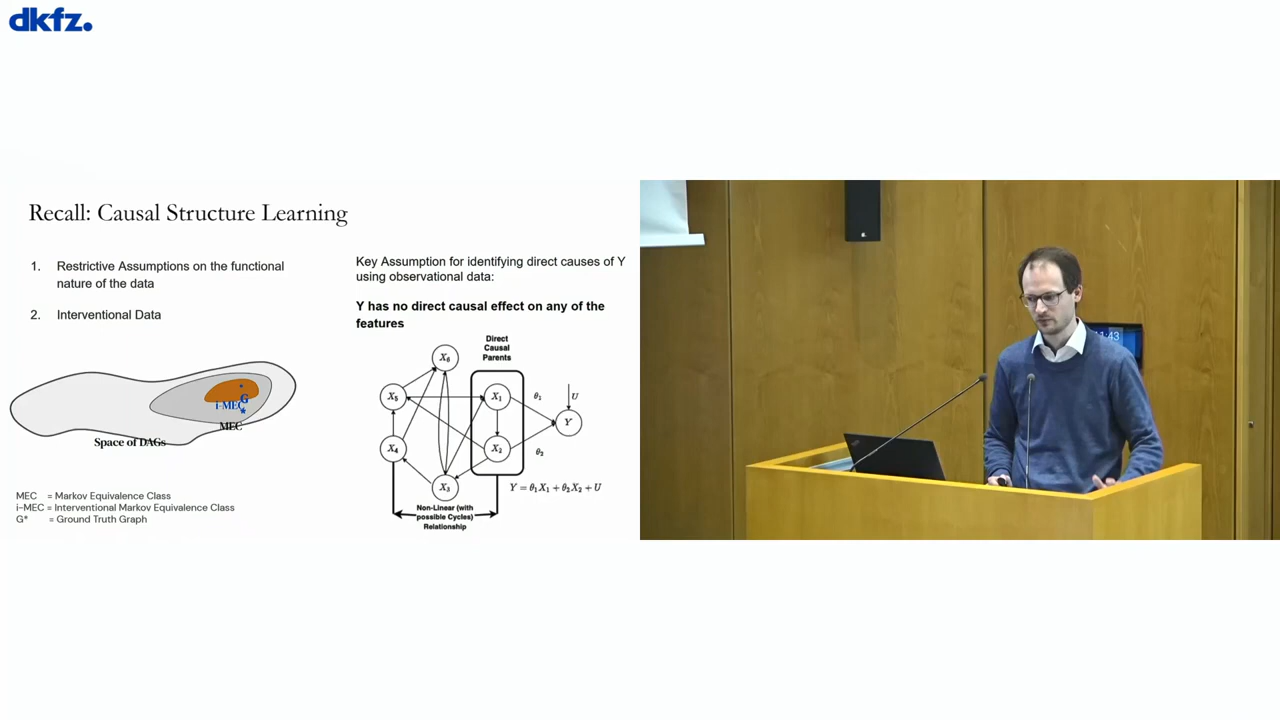 dkfz.
Recall: Causal Structure Learning
1. Restrictive Assumptions on the functional
nature of the data
2. Interventional Data
i-MEC
G
MEC
Space of DAGs
MEC = Markov Equivalence Class
i-MEC = Interventional Markov Equivalence Class
G* = Ground Truth Graph
Key Assumption for identifying direct causes of Y
using observational data:
Y has no direct causal effect on any of the
features
Direct
Causal
Parents
X₆
X₅
X₁
θ₁
U
Y
X₄
X₂
θ₂
X₃
Y = θ₁X₁ + θ₂X₂ + U
Non-Linear (with
possible Cycles)
Relationship
:43